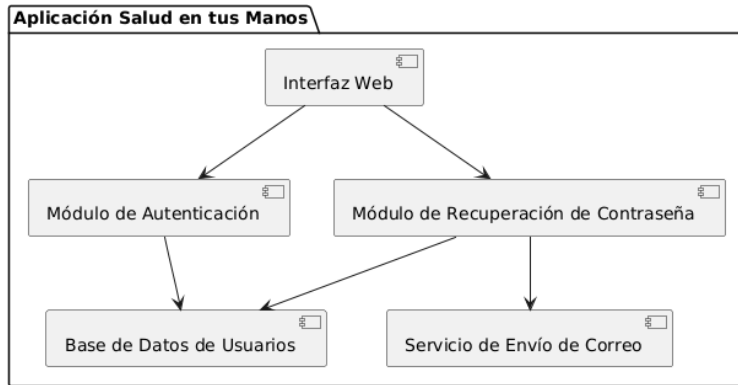 Aplicación Salud en tus Manos
Interfaz Web
Módulo de Autenticación
Módulo de Recuperación de Contraseña
Base de Datos de Usuarios
Servicio de Envío de Correo